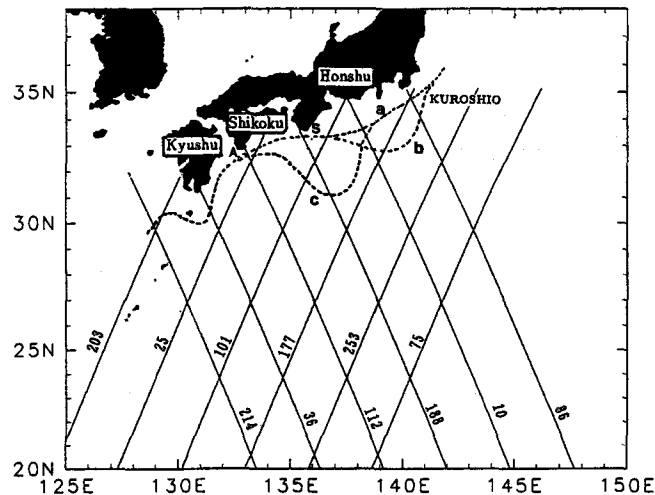 Honshu
35N
a
KUROSHIO
Shikoku
S
Kyushu
A
b
c
30N
25N
203
25
101
177
253
75
214
36
112
188
10
86
20N
125E
130E
135E
140E
145E
150E